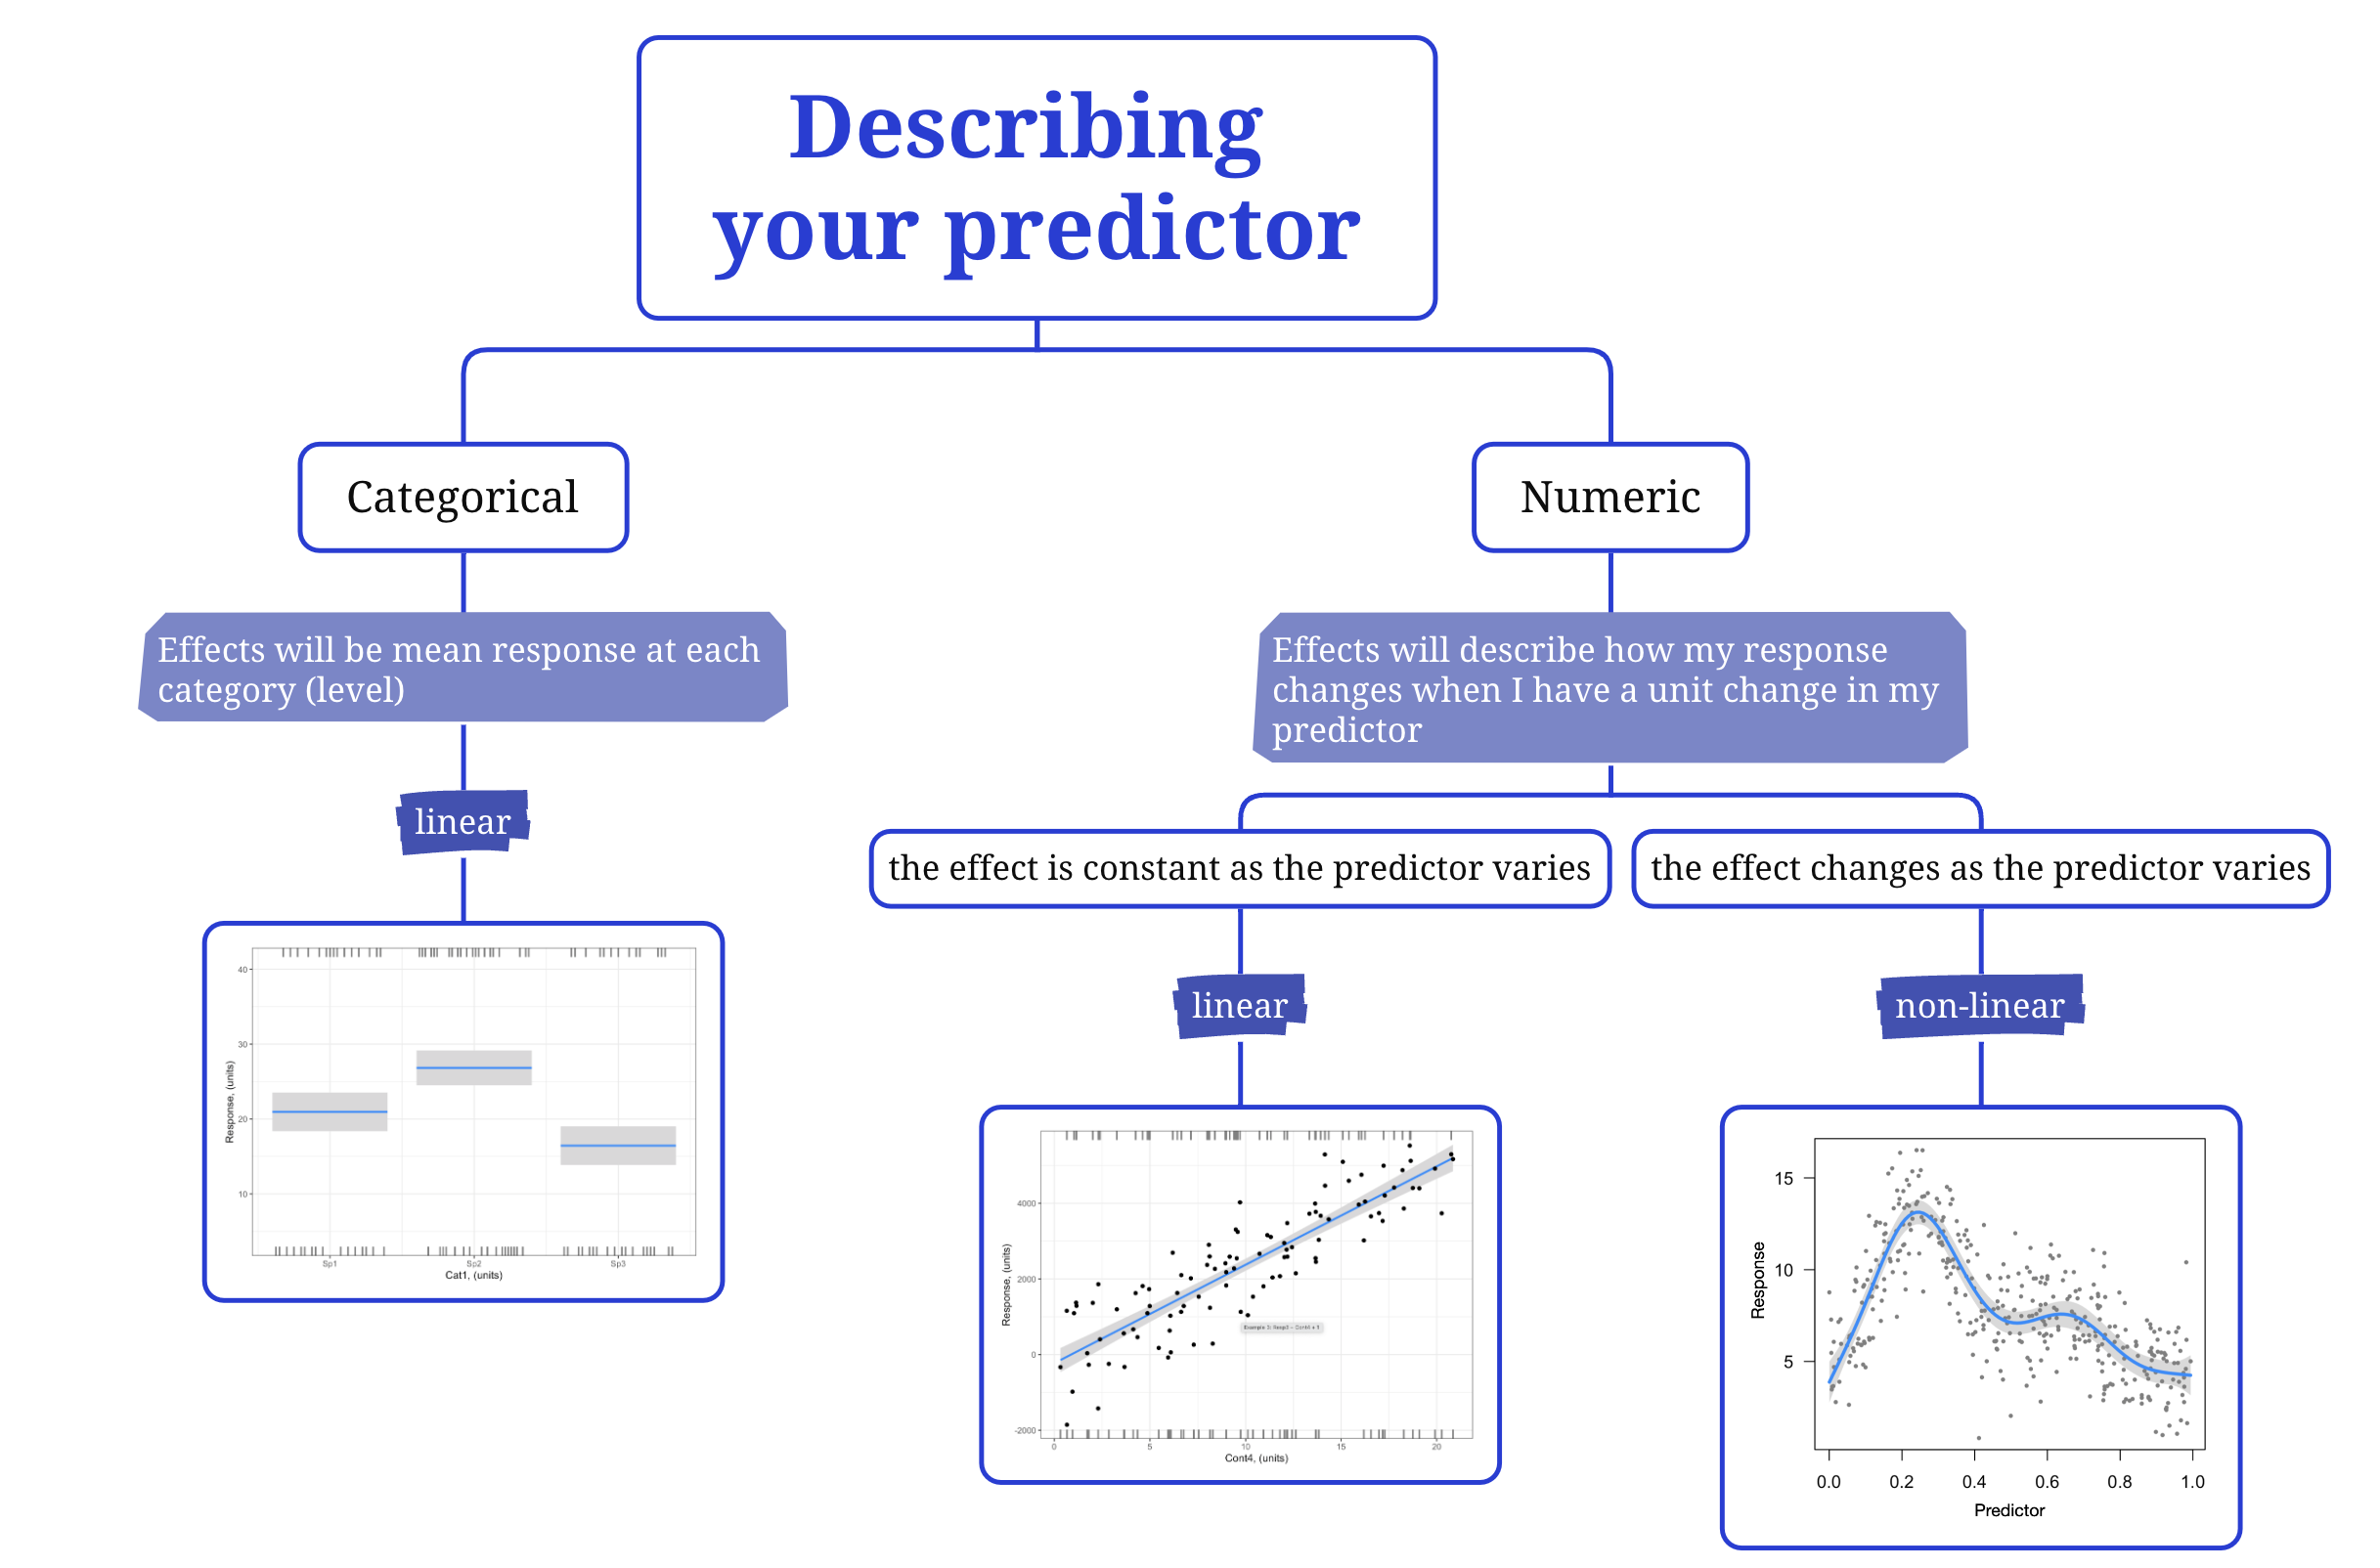 Describing
your predictor
Categorical
Numeric
Effects will be mean response at each
category (level)
Effects will describe how my response
changes when I have a unit change in my
predictor
linear
the effect is constant as the predictor varies
the effect changes as the predictor varies
linear
non-linear
40
30
20
10
Response, (units)
Sp1
Sp2
Sp3
Cat1, (units)
4000
2000
0
-2000
Response, (units)
0
5
10
15
20
Cont4, (units)
15
10
5
Response
0.0
0.2
0.4
0.6
0.8
1.0
Predictor